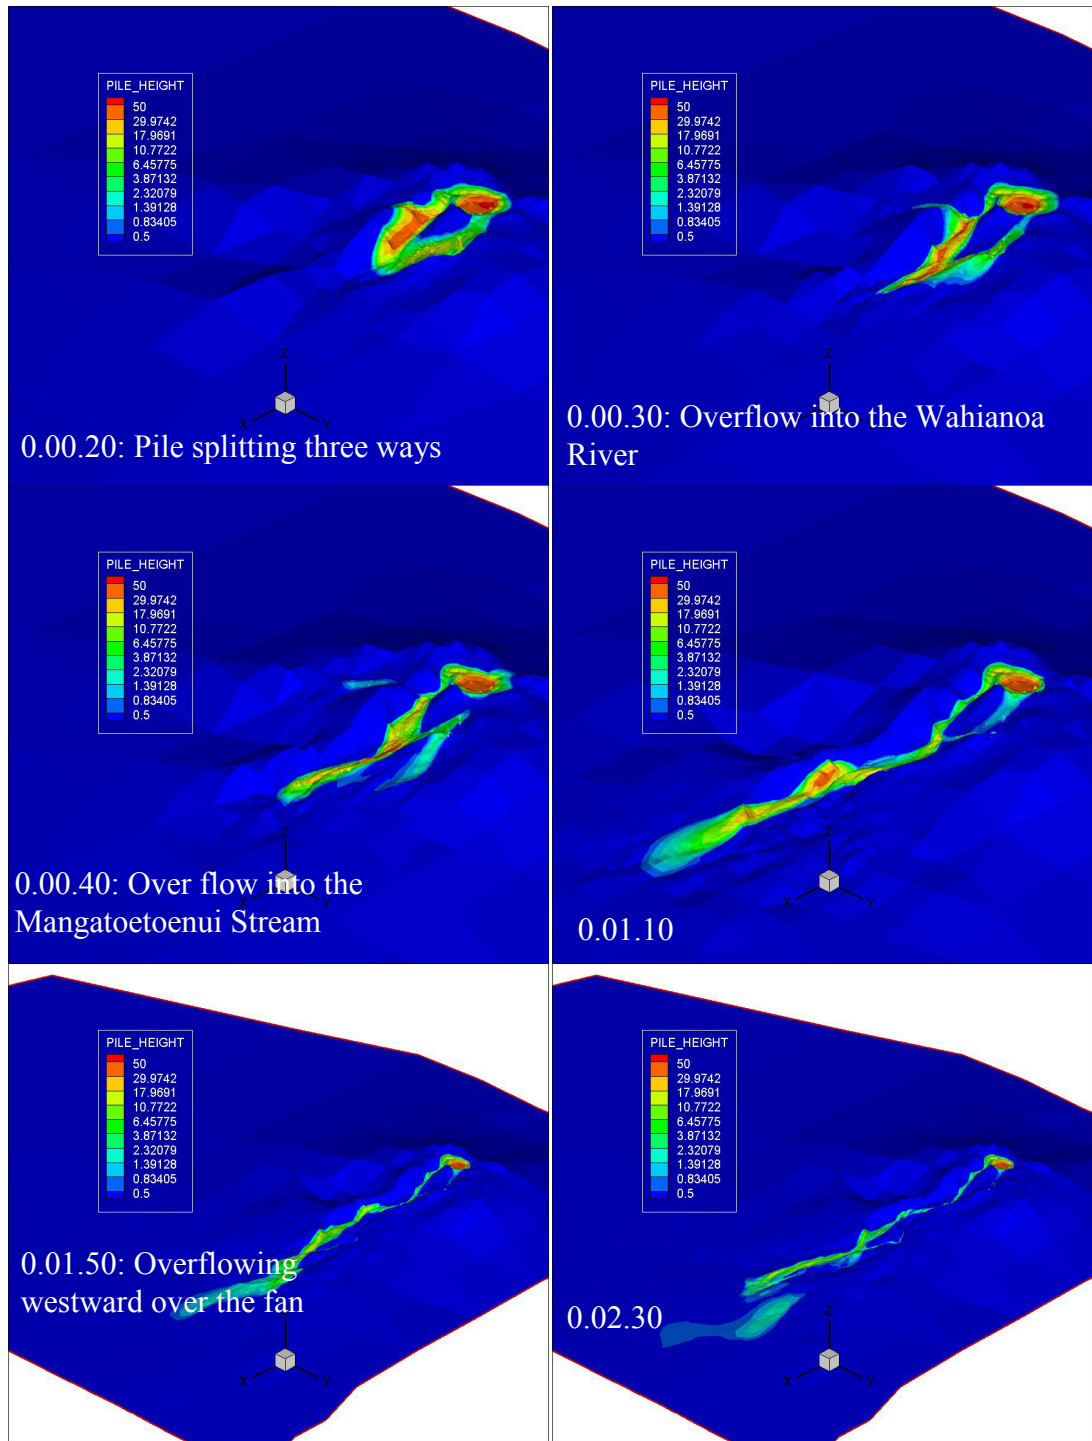 PILE_HEIGHT
50
29.9742
17.9691
10.7722
6.45775
3.87132
2.32079
1.39128
0.83405
0.5
Z
X
Y
0.00.20: Pile splitting three ways
PILE_HEIGHT
50
29.9742
17.9691
10.7722
6.45775
3.87132
2.32079
1.39128
0.83405
0.5
Z
X
Y
0.00.30: Overflow into the Wahianoa
River
PILE_HEIGHT
50
29.9742
17.9691
10.7722
6.45775
3.87132
2.32079
1.39128
0.83405
0.5
Z
X
Y
0.00.40: Over flow into the
Mangatoetoenui Stream
PILE_HEIGHT
50
29.9742
17.9691
10.7722
6.45775
3.87132
2.32079
1.39128
0.83405
0.5
Z
X
Y
0.01.10
PILE_HEIGHT
50
29.9742
17.9691
10.7722
6.45775
3.87132
2.32079
1.39128
0.83405
0.5
Z
X
Y
0.01.50: Overflowing
westward over the fan
PILE_HEIGHT
50
29.9742
17.9691
10.7722
6.45775
3.87132
2.32079
1.39128
0.83405
0.5
Z
X
Y
0.02.30